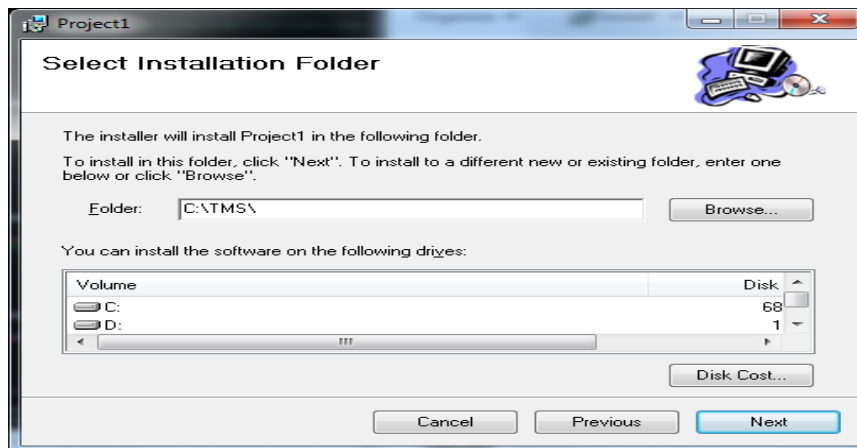 Project1
Select Installation Folder
The installer will install Project1 in the following folder.
To install in this folder, click "Next". To install to a different new or existing folder, enter one
below or click "Browse".
Folder: C:\TMS\ Browse...
You can install the software on the following drives:
Volume Disk
C: 68
D: 1
Disk Cost...
Cancel Previous Next